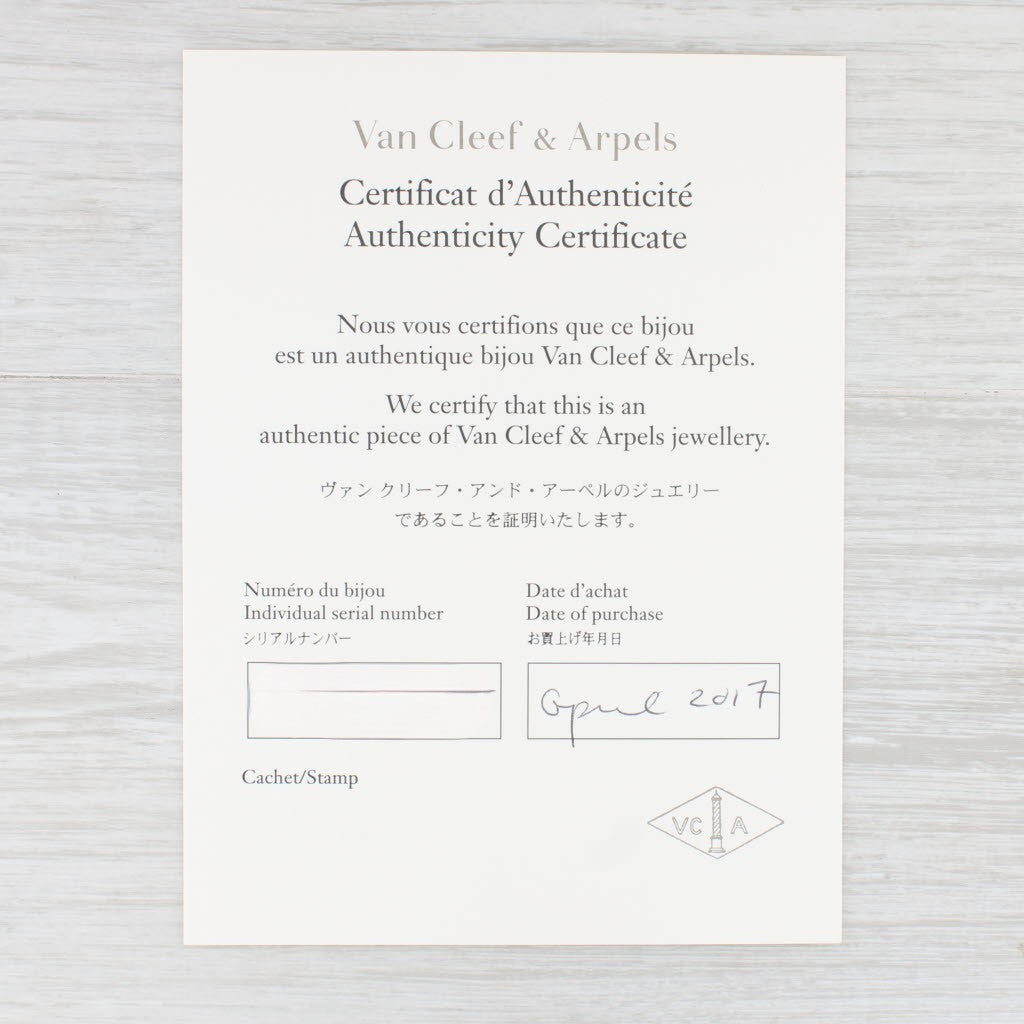 Van Cleef & Arpels
Certificat d'Authenticité
Authenticity Certificate
Nous vous certifions que ce bijou
est un authentique bijou Van Cleef & Arpels.
We certify that this is an
authentic piece of Van Cleef & Arpels jewellery.
ヴァン クリーフ・アンド・アーペルのジュエリー
であることを証明いたします。
Numéro du bijou
Individual serial number
シリアルナンバー
Date d'achat
Date of purchase
お買上げ年月日
April 2017
Cachet/Stamp
VC A